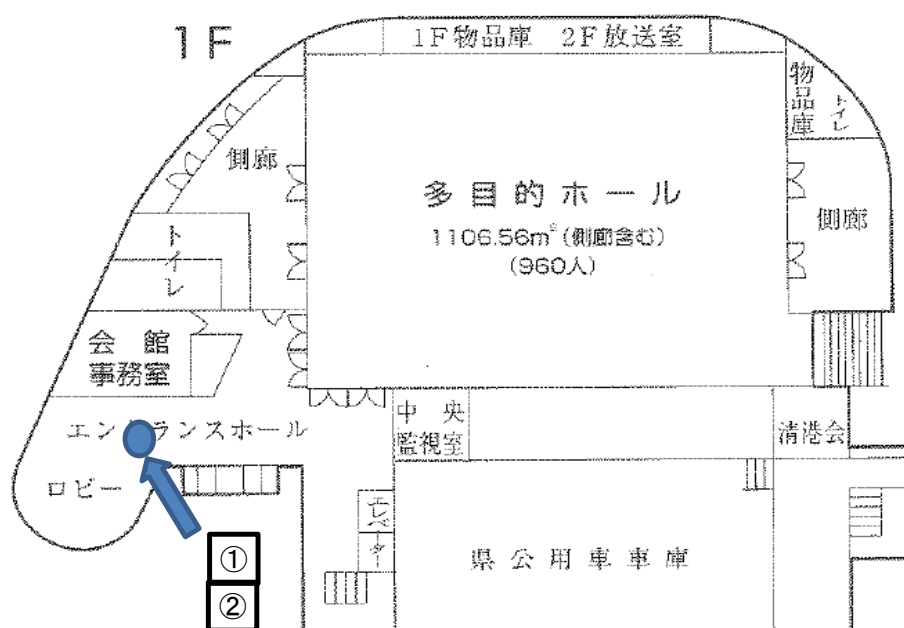 1F
1F物品庫 2F放送室
物品庫
トイレ
側廊
多目的ホール
1106.56㎡(側廊含む)
(960人)
側廊
トイレ
会館
事務室
エントランスホール
中央
監視室
清港会
ロビー
エレベーター
県公用車車庫
①
②